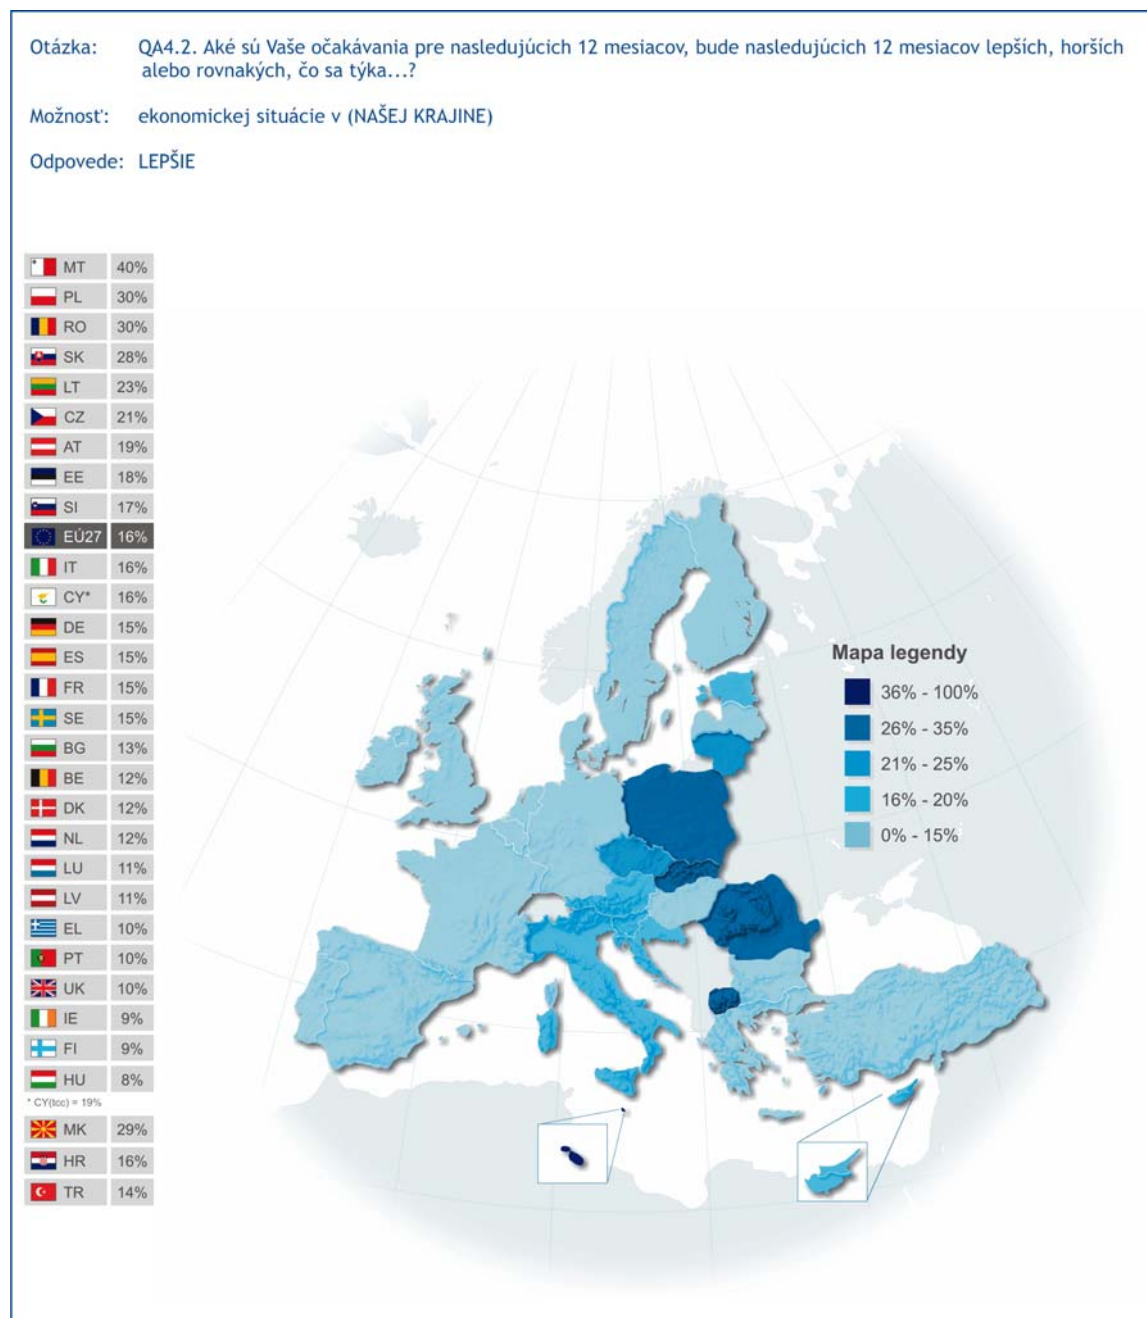 Otázka: QA4.2. Aké sú Vaše očakávania pre nasledujúcich 12 mesiacov, bude nasledujúcich 12 mesiacov lepších, horších
alebo rovnakých, čo sa týka...?
Možnosť: ekonomickej situácie v (NAŠEJ KRAJINE)
Odpovede: LEPŠIE
MT 40%
PL 30%
RO 30%
SK 28%
LT 23%
CZ 21%
AT 19%
EE 18%
SI 17%
EÚ27 16%
IT 16%
CY* 16%
DE 15%
ES 15%
FR 15%
SE 15%
BG 13%
BE 12%
DK 12%
NL 12%
LU 11%
LV 11%
EL 10%
PT 10%
UK 10%
IE 9%
FI 9%
HU 8%
* CY(tcc) = 19%
MK 29%
HR 16%
TR 14%
Mapa legendy
36% - 100%
26% - 35%
21% - 25%
16% - 20%
0% - 15%